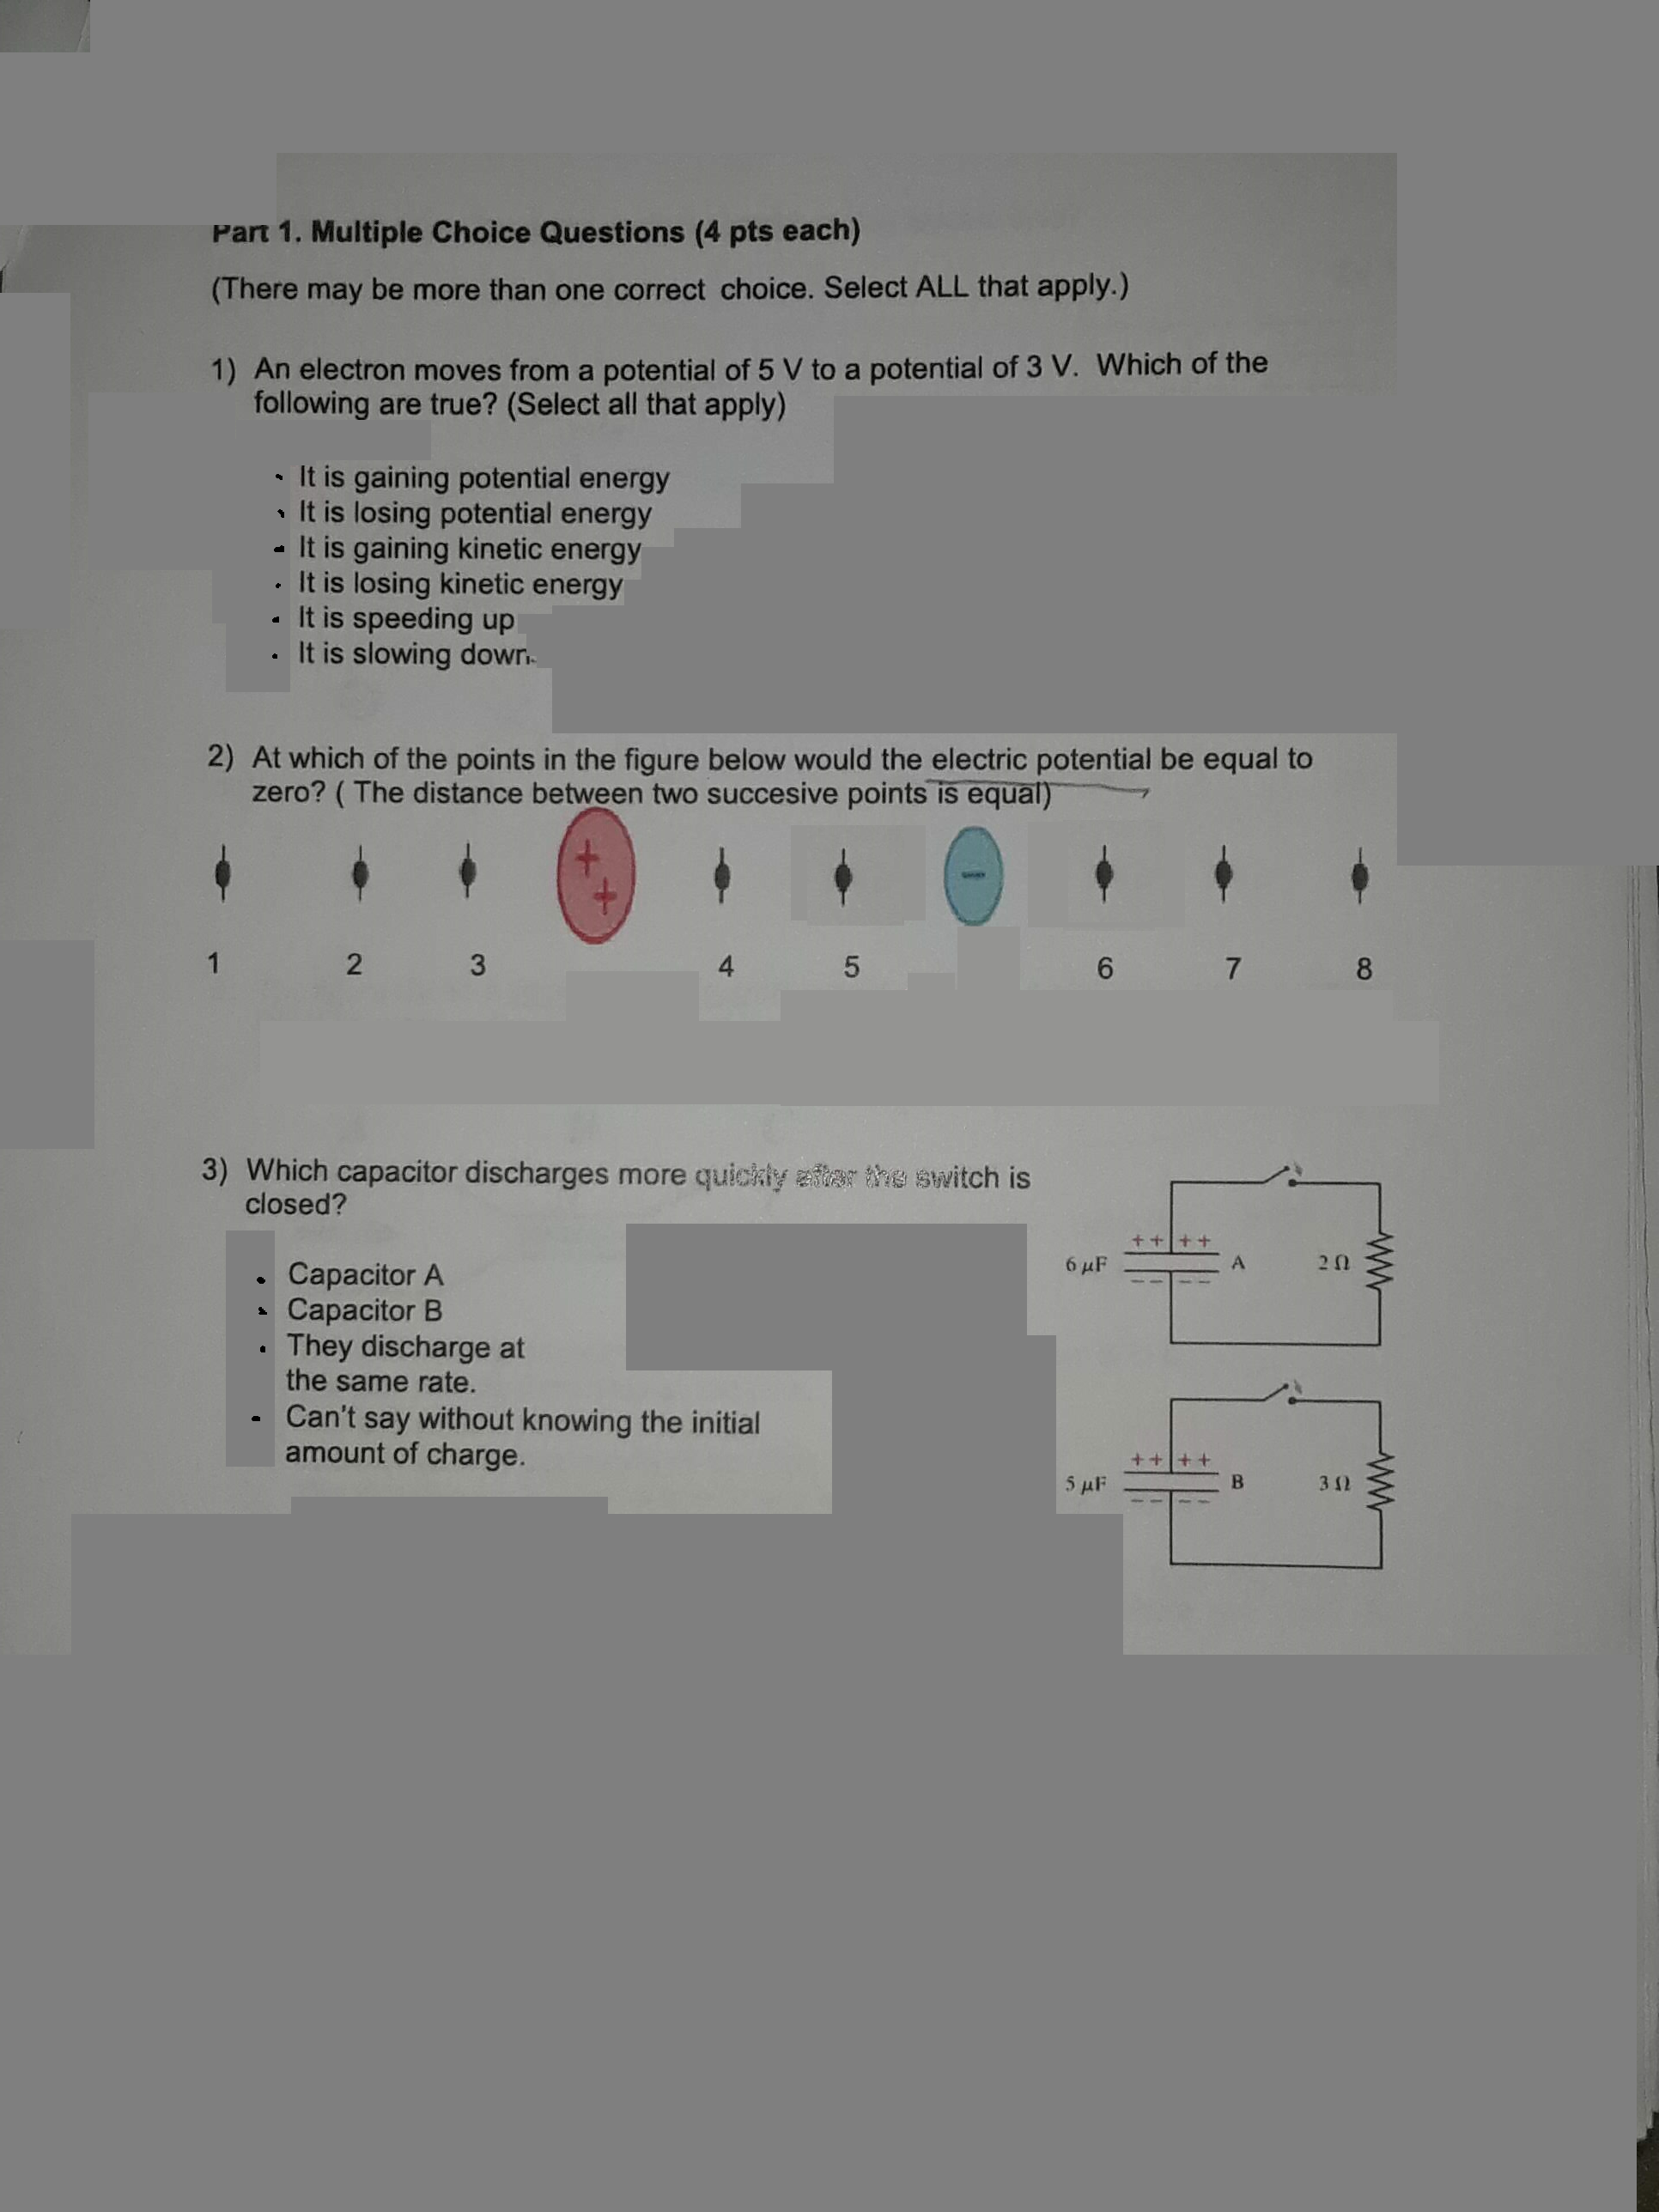 Part 1. Multiple Choice Questions (4 pts each)
(There may be more than one correct choice. Select ALL that apply.)
1) An electron moves from a potential of 5 V to a potential of 3 V. Which of the
following are true? (Select all that apply)
It is gaining potential energy
It is losing potential energy
It is gaining kinetic energy
It is losing kinetic energy
It is speeding up
It is slowing down
2) At which of the points in the figure below would the electric potential be equal to
zero? ( The distance between two succesive points is equal)
+ + −
1 2 3 4 5 6 7 8
3) Which capacitor discharges more quickly after the switch is
closed?
Capacitor A
Capacitor B
They discharge at
the same rate.
Can't say without knowing the initial
amount of charge.
+ + + +
6 μF A 2 Ω
− − − −
+ + + +
5 μF B 3 Ω
− − − −